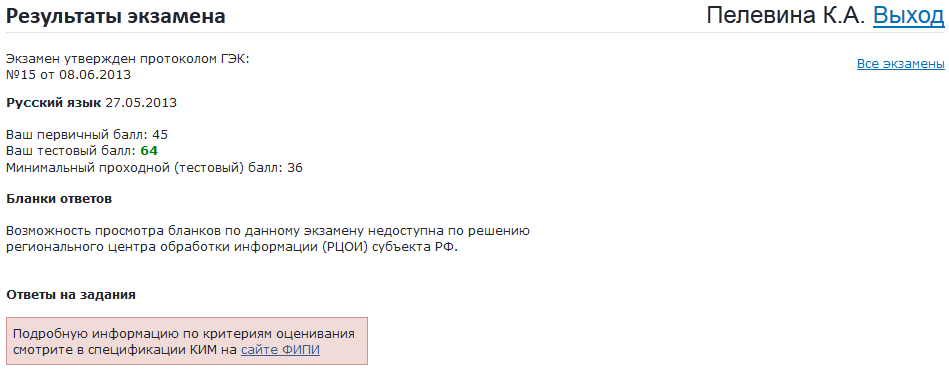 Результаты экзамена
Пелевина К.А. Выход
Экзамен утвержден протоколом ГЭК:
№15 от 08.06.2013
Все экзамены
Русский язык 27.05.2013
Ваш первичный балл: 45
Ваш тестовый балл: 64
Минимальный проходной (тестовый) балл: 36
Бланки ответов
Возможность просмотра бланков по данному экзамену недоступна по решению
регионального центра обработки информации (РЦОИ) субъекта РФ.
Ответы на задания
Подробную информацию по критериям оценивания
смотрите в спецификации КИМ на сайте ФИПИ